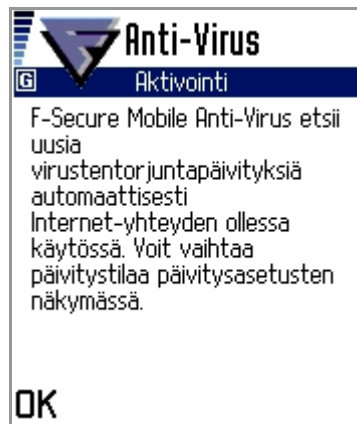 Anti-Virus
G
Aktivointi
F-Secure Mobile Anti-Virus etsii
uusia
virustentorjuntapäivityksiä
automaattisesti
Internet-yhteyden ollessa
käytössä. Voit vaihtaa
päivitystilaa päivitysasetusten
näkymässä.
OK